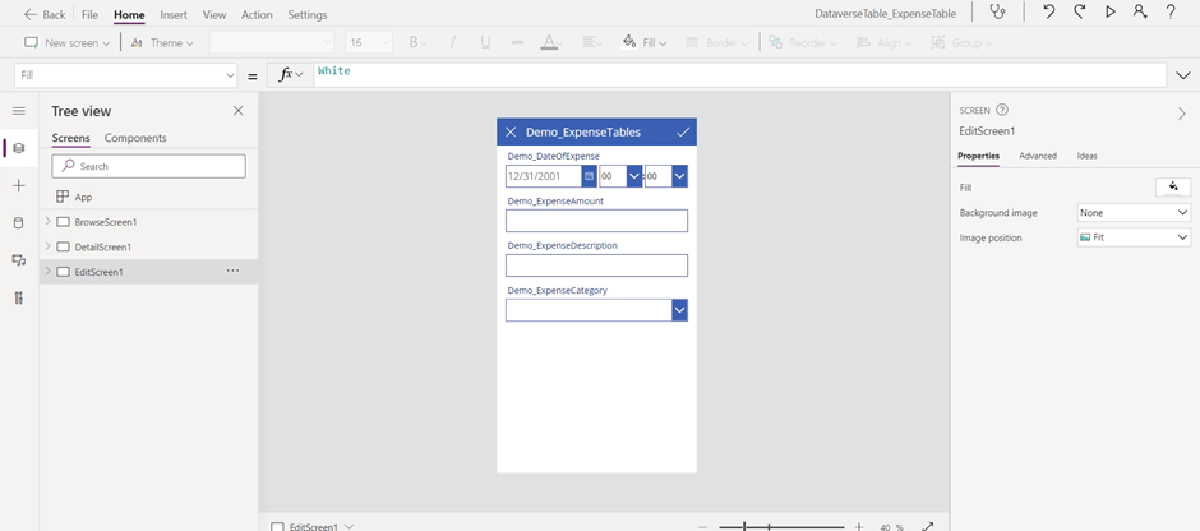 Back File Home Insert View Action Settings DataverseTable_ExpenseTable
New screen Theme 16 B / U A Fill Border Reorder Align Group
Fill = fx White
Tree view
Screens Components
Search
App
BrowseScreen1
DetailScreen1
EditScreen1
Demo_ExpenseTables
Demo_DateOfExpense
12/31/2001 00 : 00
Demo_ExpenseAmount
Demo_ExpenseDescription
Demo_ExpenseCategory
SCREEN
EditScreen1
Properties Advanced Ideas
Fill
Background image None
Image position Fit
EditScreen1 40 %